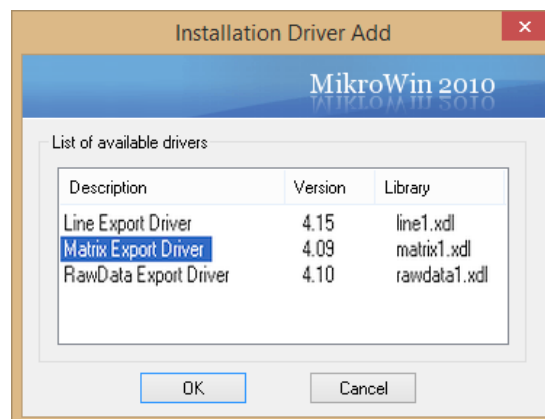 Installation Driver Add
MikroWin 2010
List of available drivers
Description Version Library
Line Export Driver 4.15 line1.xdl
Matrix Export Driver 4.09 matrix1.xdl
RawData Export Driver 4.10 rawdata1.xdl
OK Cancel